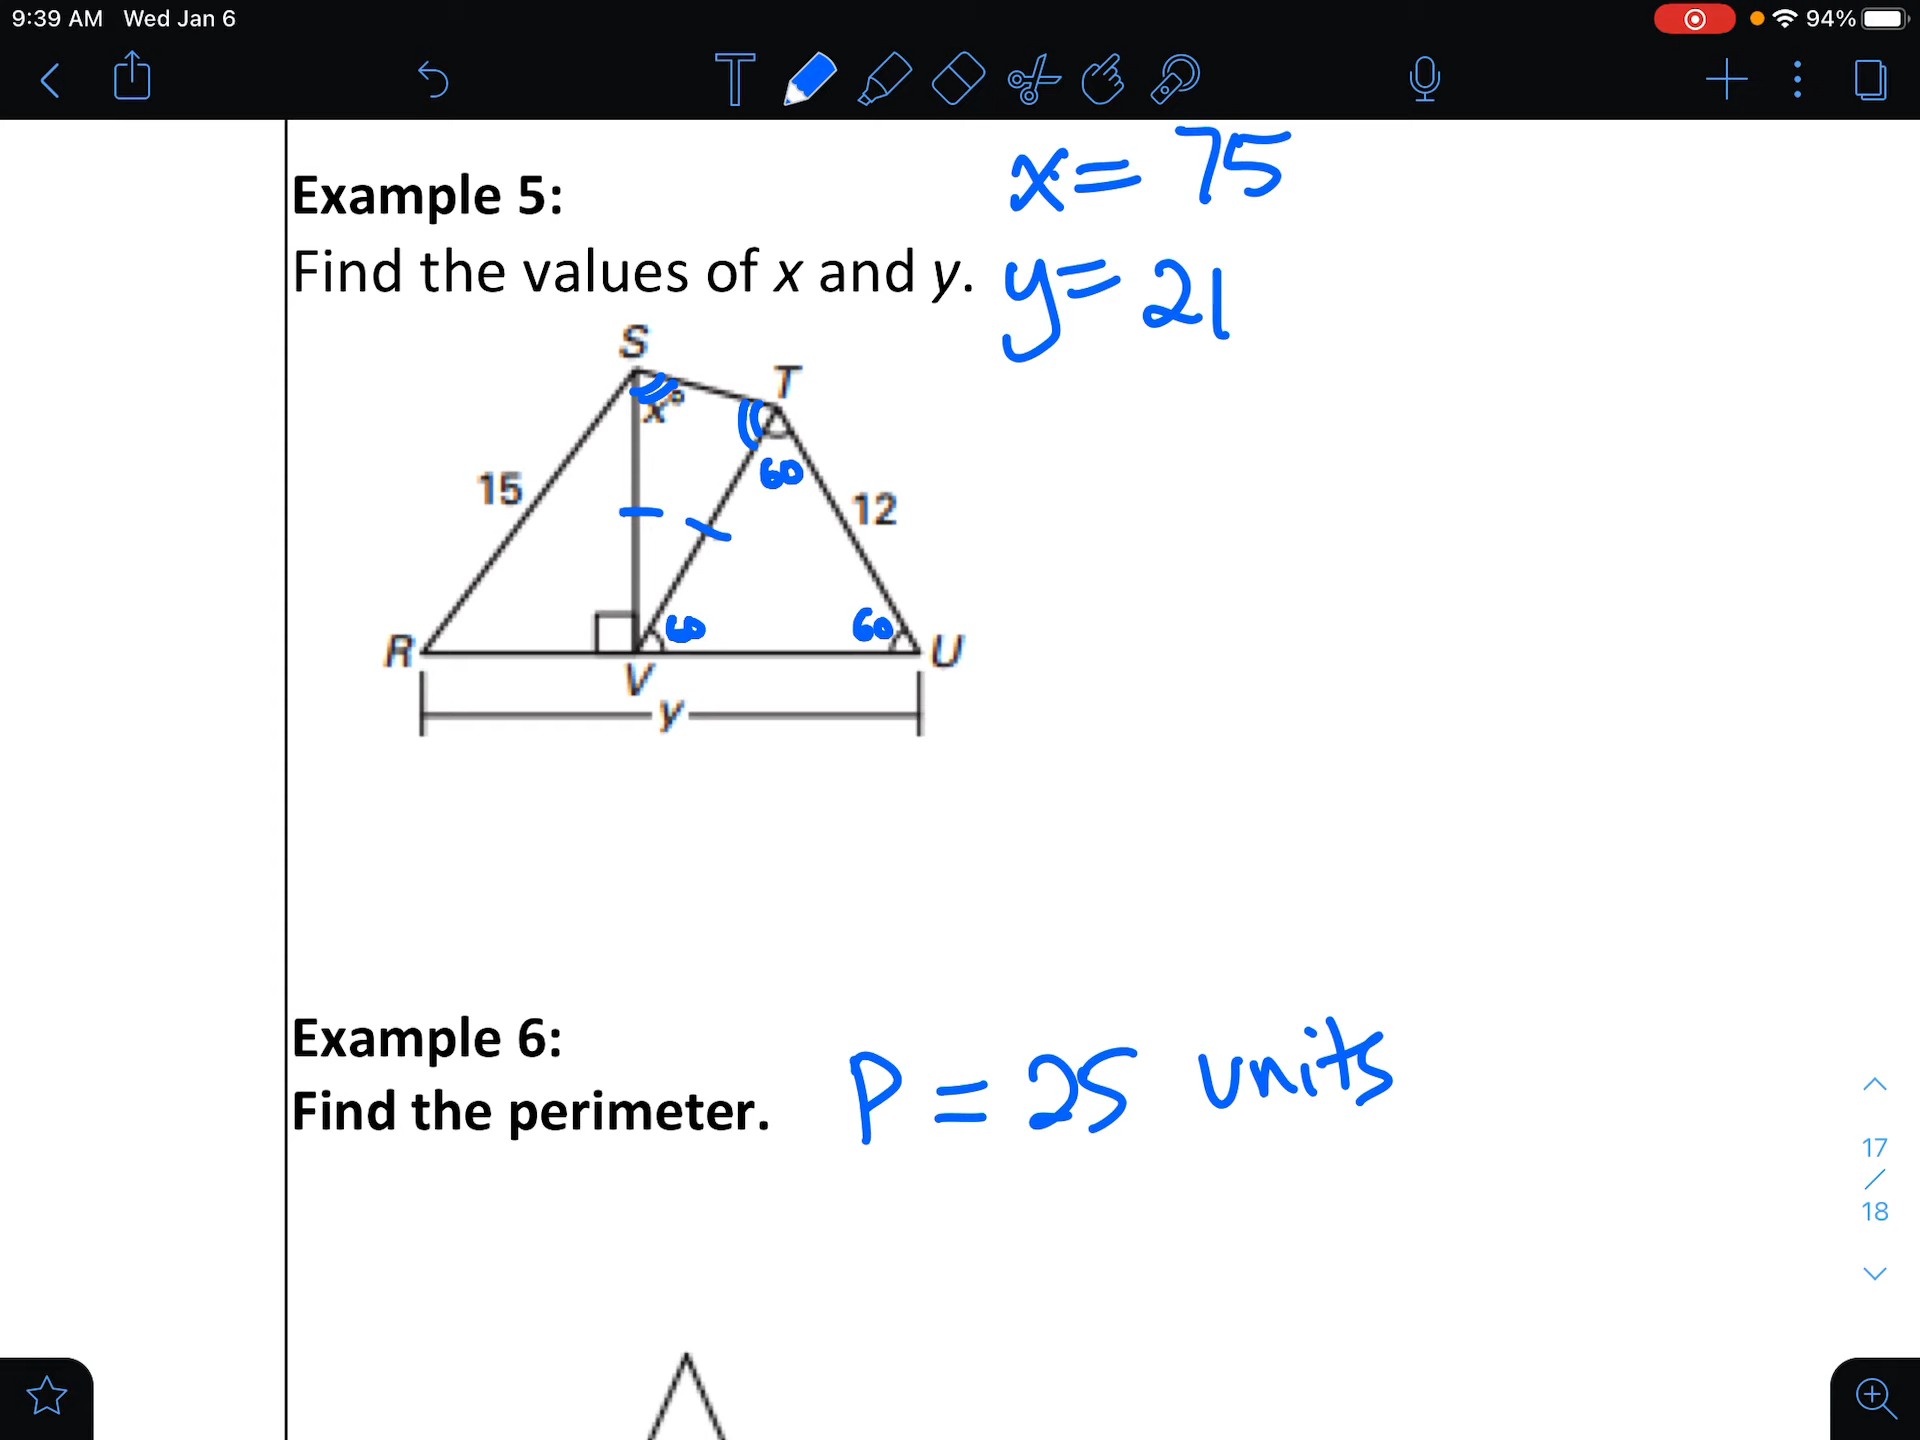 9:39 AM Wed Jan 6
94%
T
x = 75
Example 5:
Find the values of x and y.
y = 21
S
T
x°
60
15
12
60
60
R
V
U
y
Example 6:
Find the perimeter.
P = 25 units
17
/
18